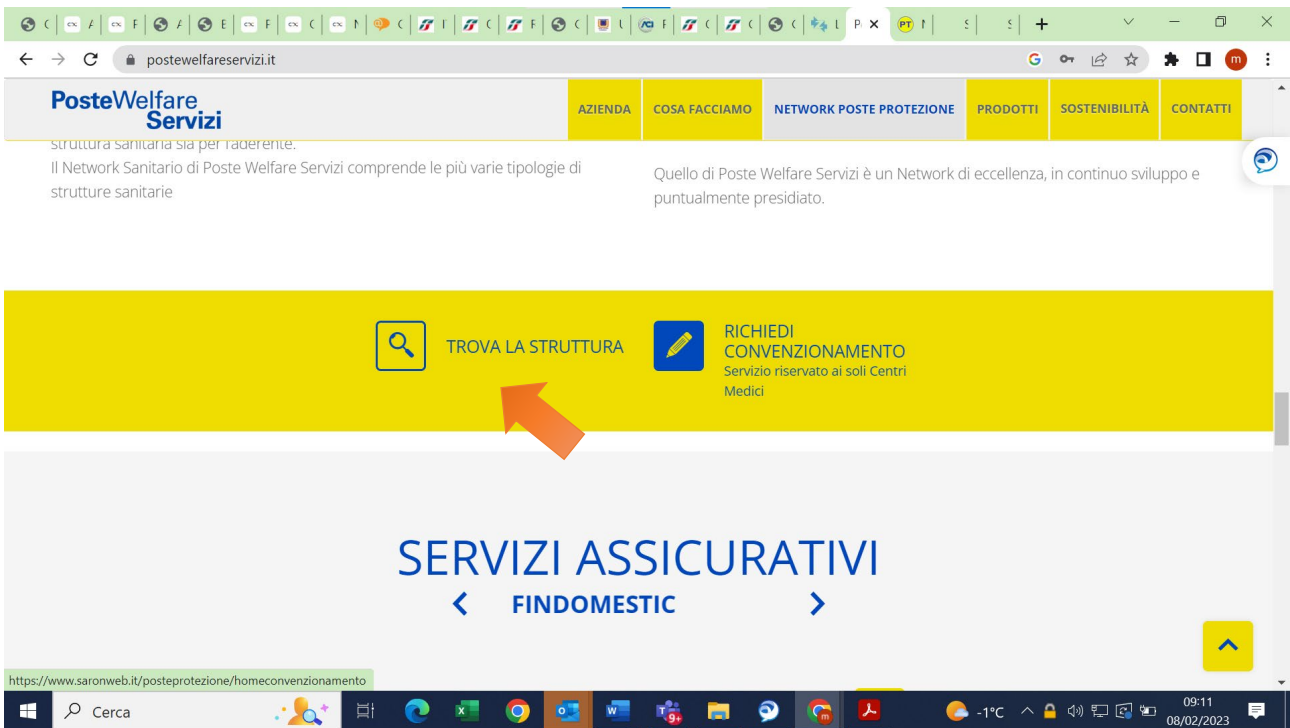 postewelfareservizi.it
PosteWelfare
Servizi
AZIENDA
COSA FACCIAMO
NETWORK POSTE PROTEZIONE
PRODOTTI
SOSTENIBILITÀ
CONTATTI
struttura sanitaria sia per l'aderente.
Il Network Sanitario di Poste Welfare Servizi comprende le più varie tipologie di
strutture sanitarie
Quello di Poste Welfare Servizi è un Network di eccellenza, in continuo sviluppo e
puntualmente presidiato.
TROVA LA STRUTTURA
RICHIEDI
CONVENZIONAMENTO
Servizio riservato ai soli Centri
Medici
SERVIZI ASSICURATIVI
FINDOMESTIC
https://www.saronweb.it/posteprotezione/homeconvenzionamento
Cerca
-1°C
09:11
08/02/2023